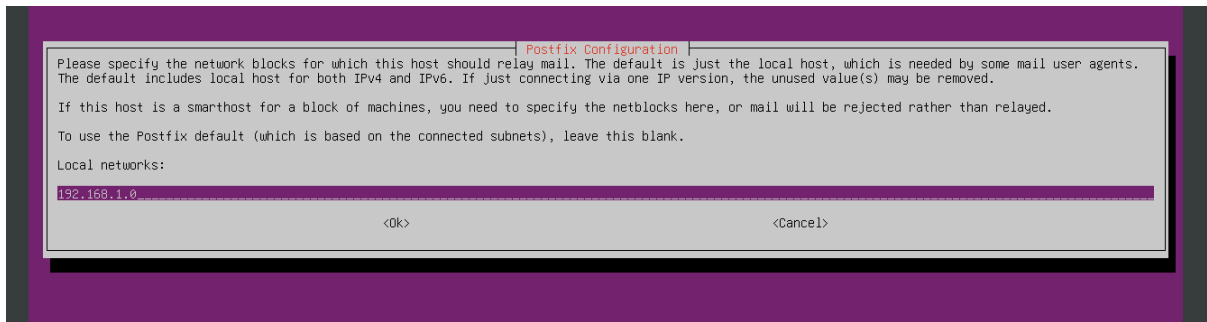 Postfix Configuration
Please specify the network blocks for which this host should relay mail. The default is just the local host, which is needed by some mail user agents.
The default includes local host for both IPv4 and IPv6. If just connecting via one IP version, the unused value(s) may be removed.
If this host is a smarthost for a block of machines, you need to specify the netblocks here, or mail will be rejected rather than relayed.
To use the Postfix default (which is based on the connected subnets), leave this blank.
Local networks:
192.168.1.0
<Ok> <Cancel>